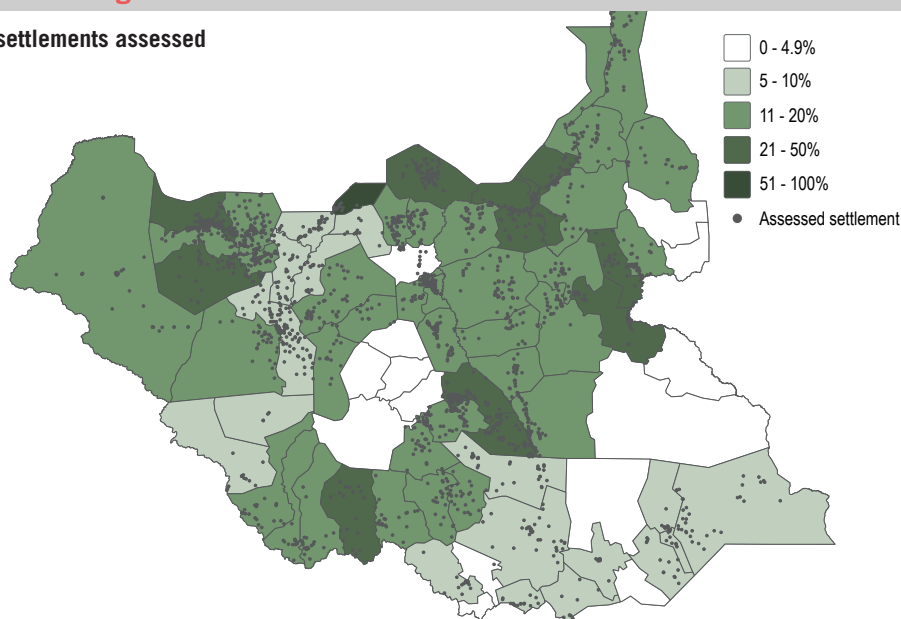 settlements assessed
0 - 4.9%
5 - 10%
11 - 20%
21 - 50%
51 - 100%
Assessed settlement